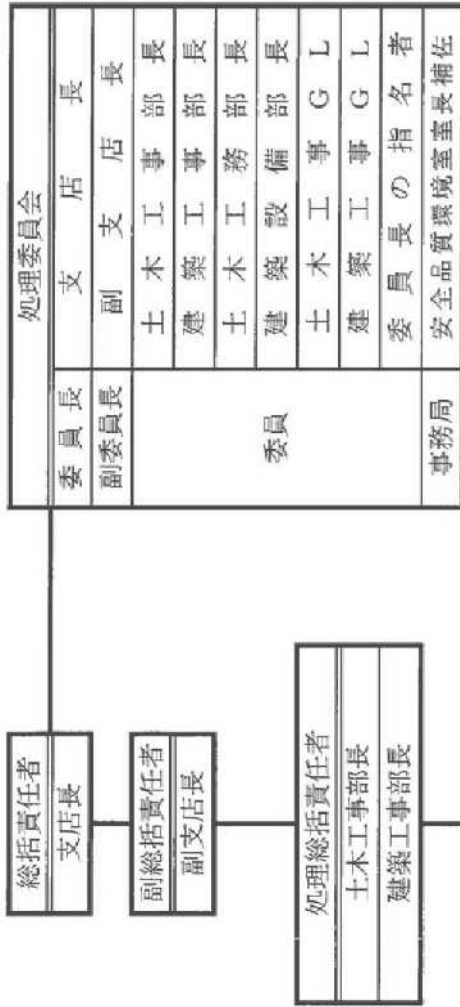 総括責任者
支店長
副総括責任者
副支店長
処理総括責任者
土木工事部長
建築工事部長
処理委員会
委員長 支店長
副委員長 副支店長
委員 土木工事部長
建築工事部長
土木工務部長
建築設備部長
土木工事GL
建築工事GL
委員長の指名者
事務局 安全品質環境室室長補佐